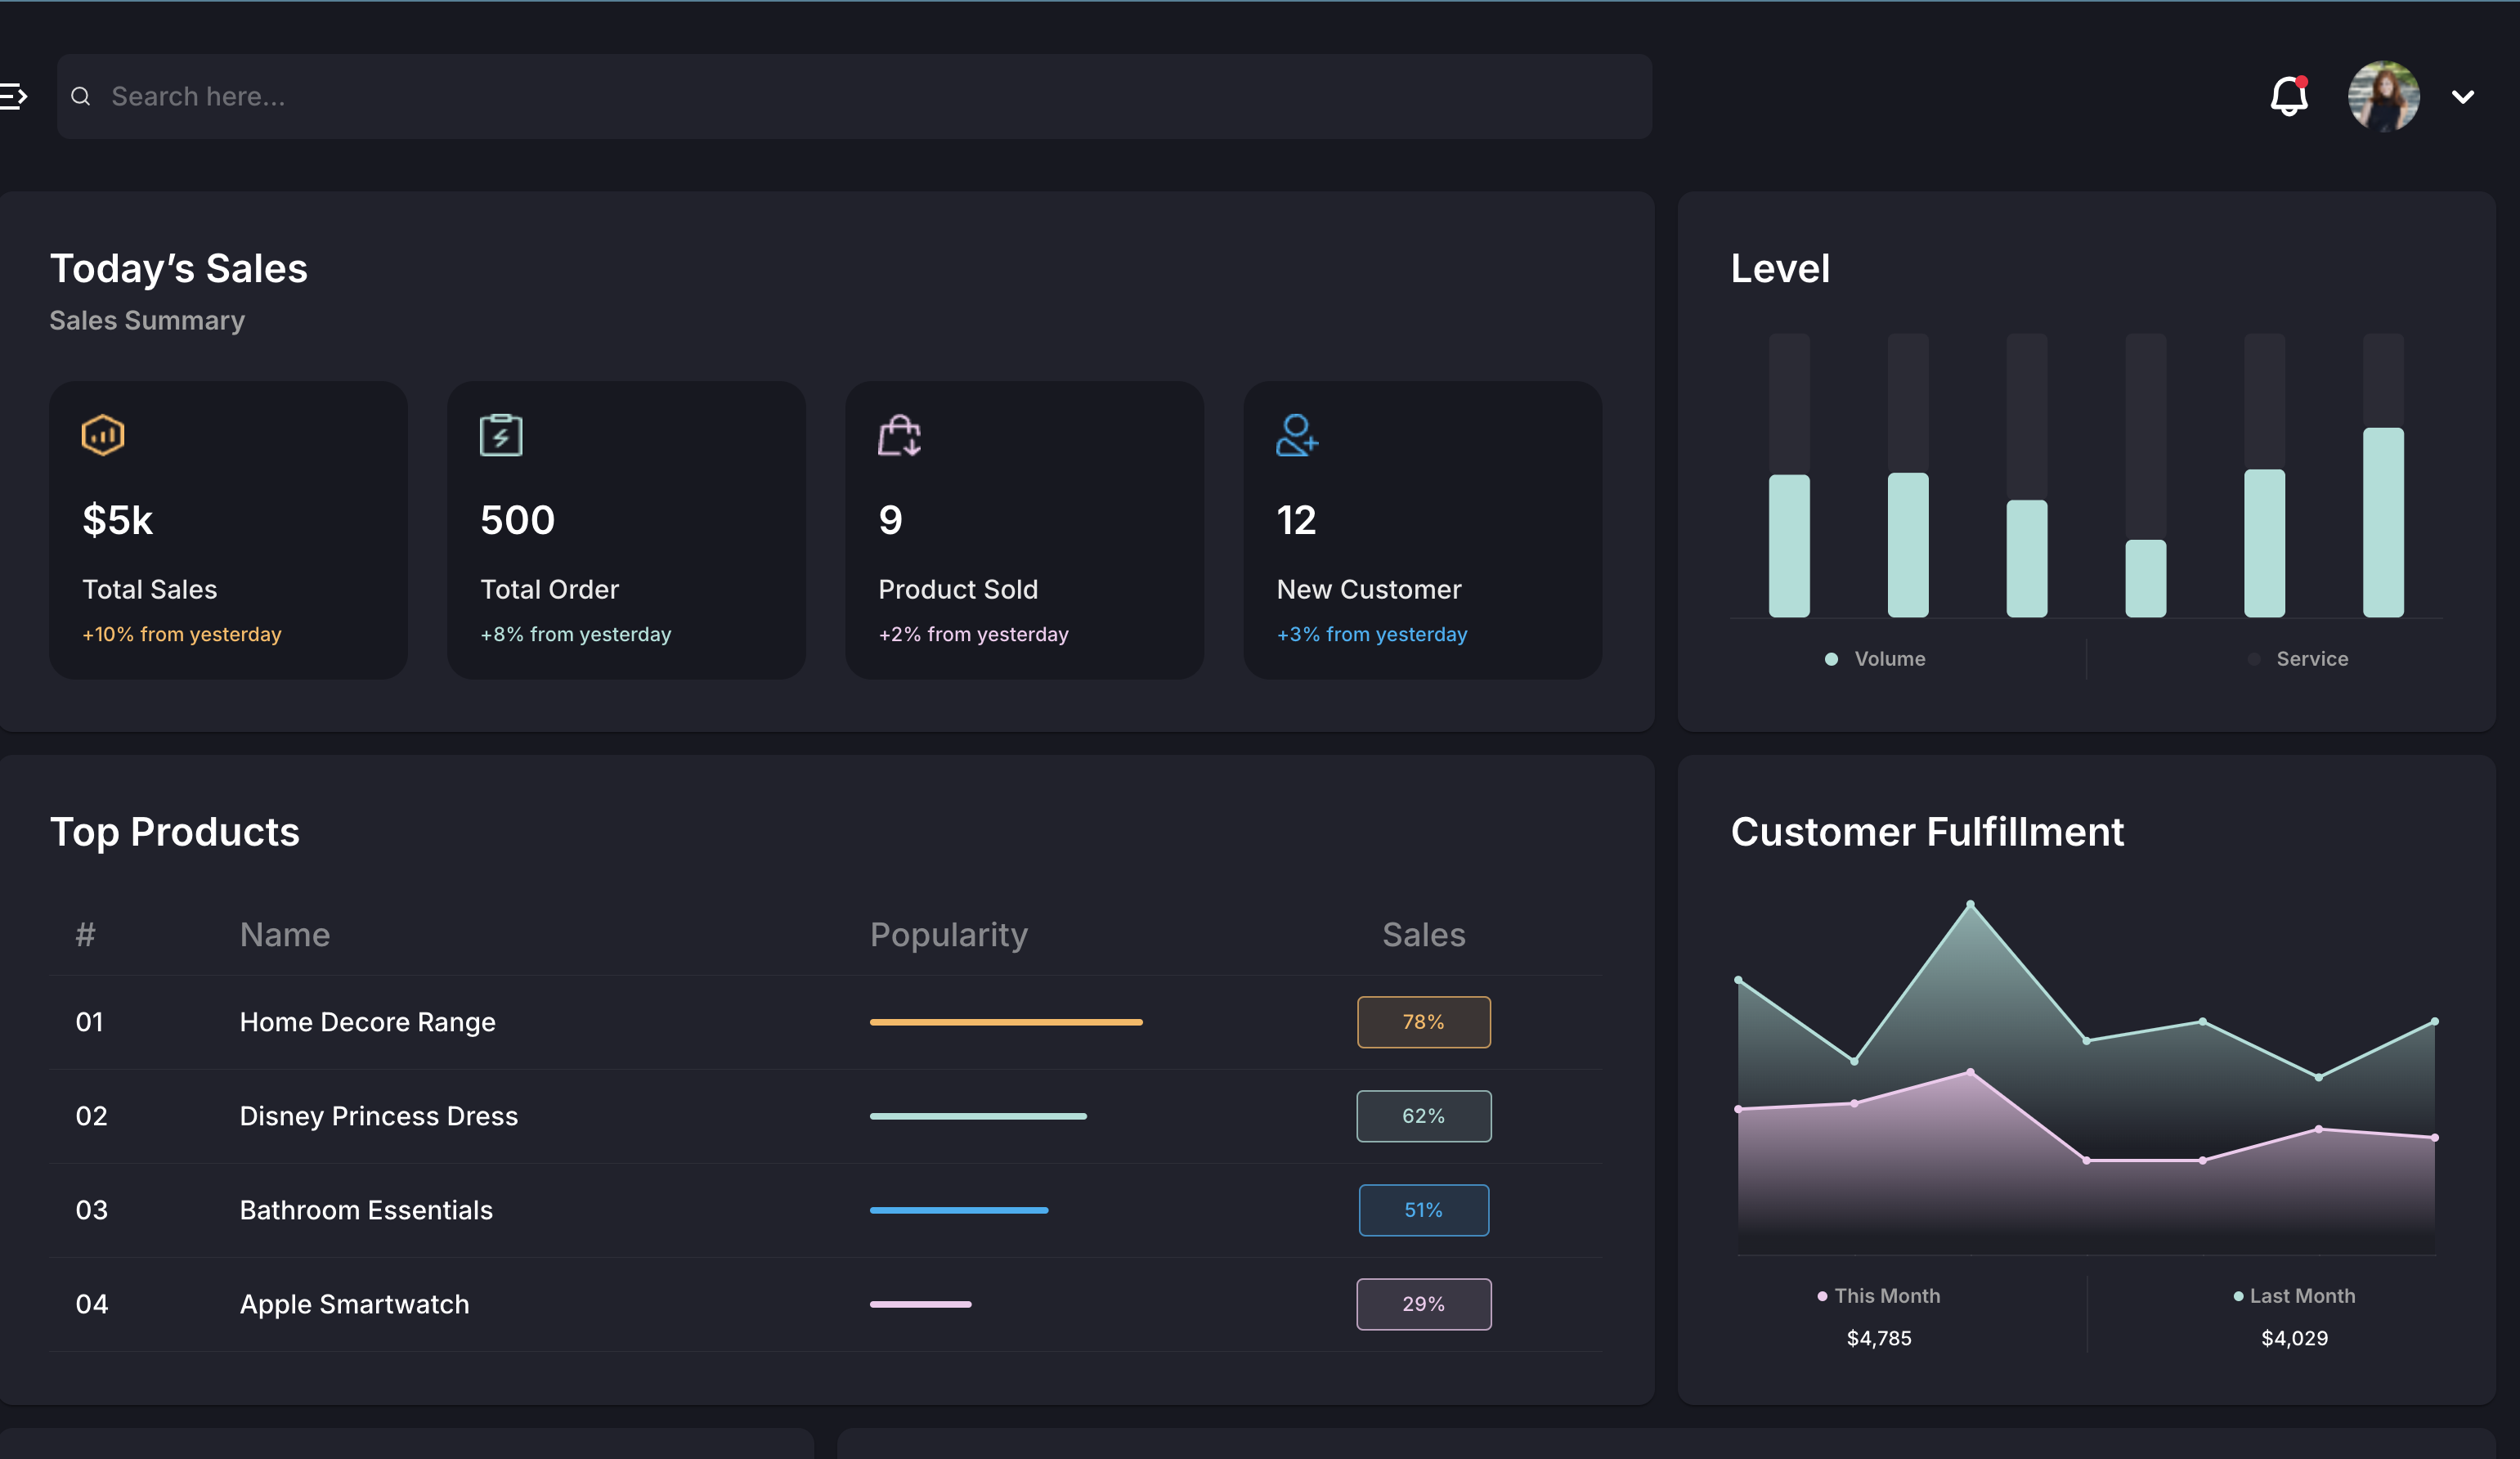 Search here...
Today’s Sales
Sales Summary
$5k
Total Sales
+10% from yesterday
500
Total Order
+8% from yesterday
9
Product Sold
+2% from yesterday
12
New Customer
+3% from yesterday
Level
Volume
Service
Top Products
# Name Popularity Sales
01 Home Decore Range 78%
02 Disney Princess Dress 62%
03 Bathroom Essentials 51%
04 Apple Smartwatch 29%
Customer Fulfillment
This Month
$4,785
Last Month
$4,029